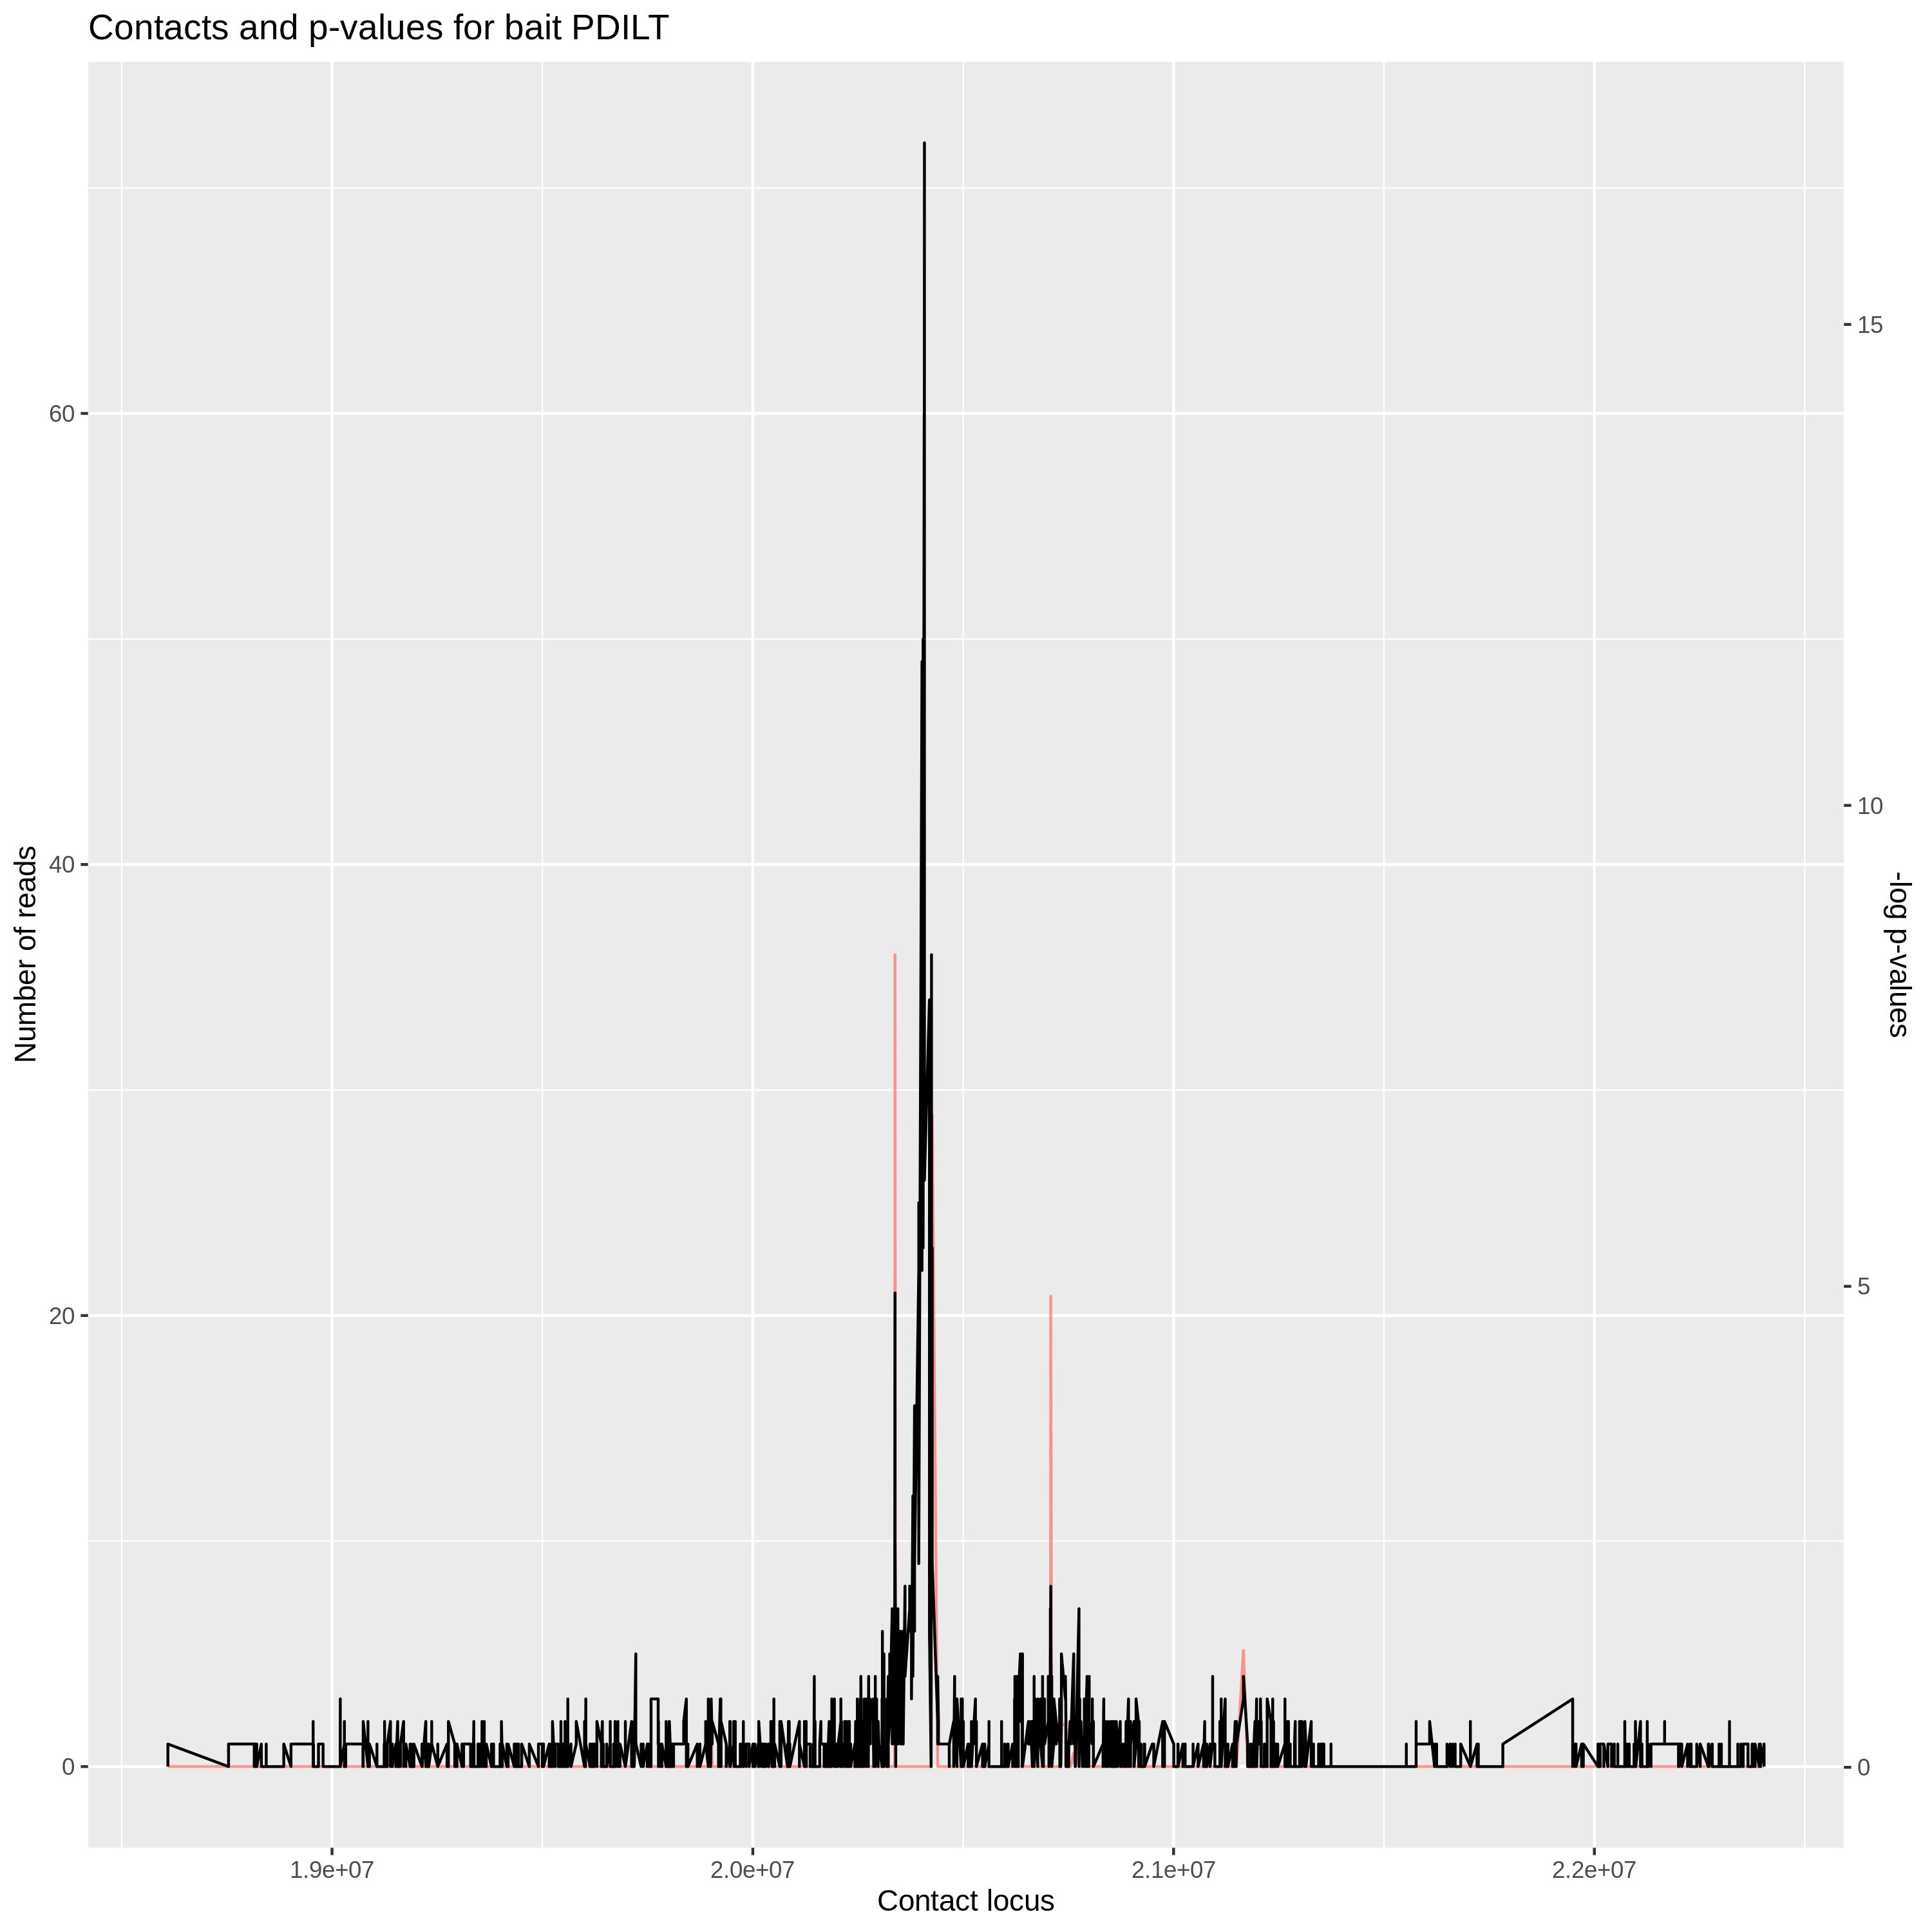 Contacts and p-values for bait PDILT
Number of reads
60
40
20
0
15
10
5
0
-log p-values
1.9e+07
2.0e+07
2.1e+07
2.2e+07
Contact locus